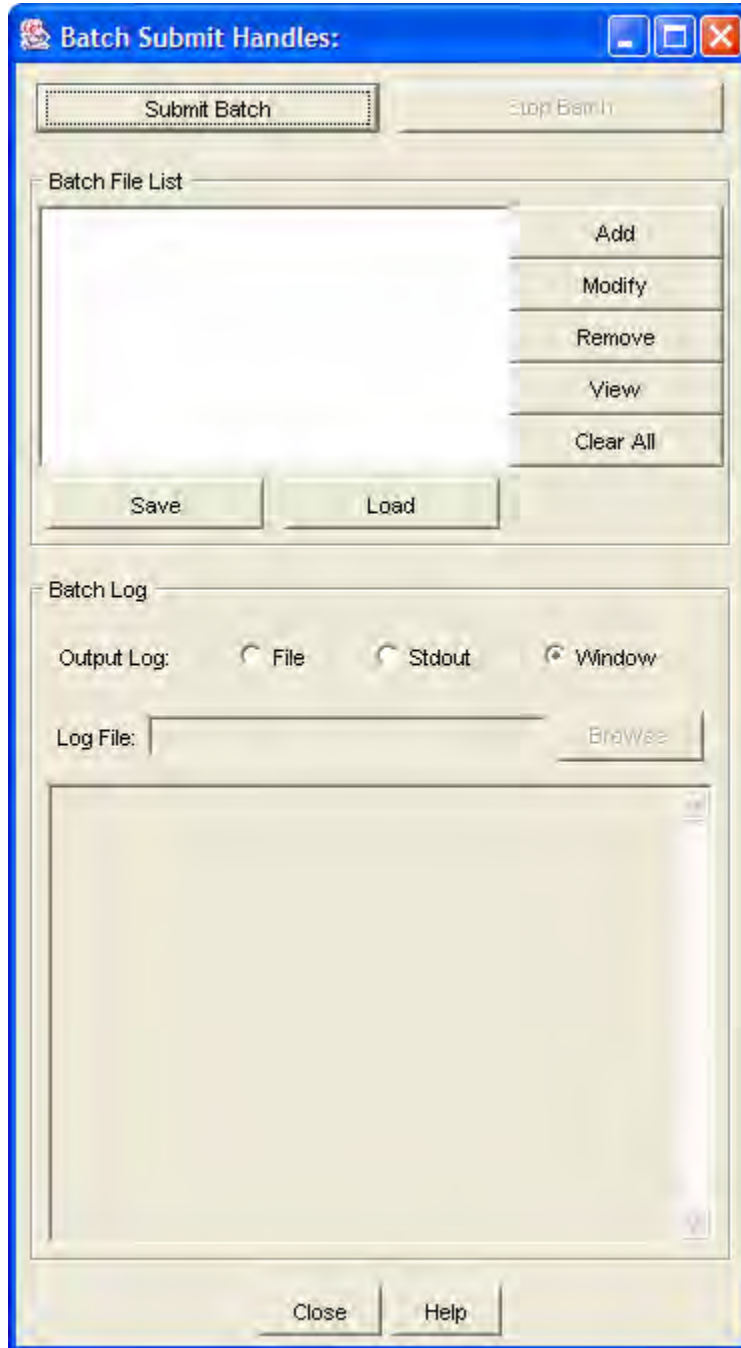 Batch Submit Handles:
Submit Batch Stop Batch
Batch File List
Add
Modify
Remove
View
Clear All
Save Load
Batch Log
Output Log: File Stdout Window
Log File: Browse
Close Help